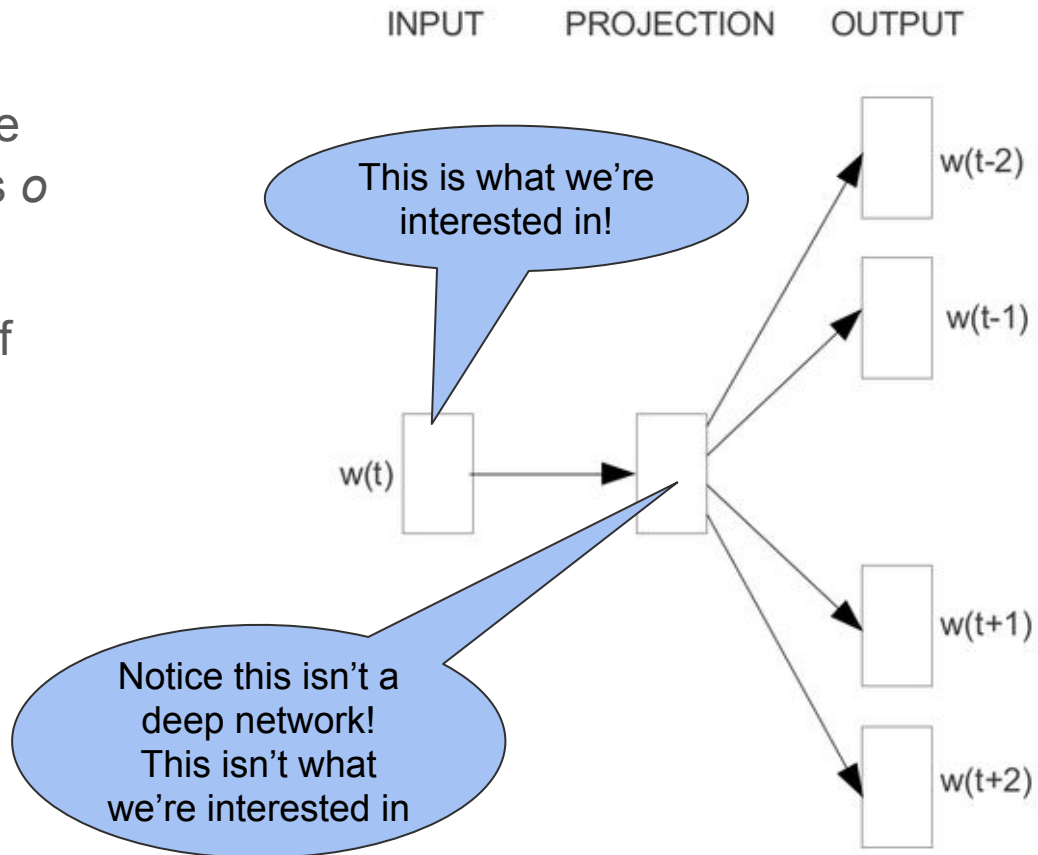 INPUT PROJECTION OUTPUT
e
s o
f
This is what we're
interested in!
w(t-2)
w(t-1)
w(t)
w(t+1)
w(t+2)
Notice this isn't a
deep network!
This isn't what
we're interested in